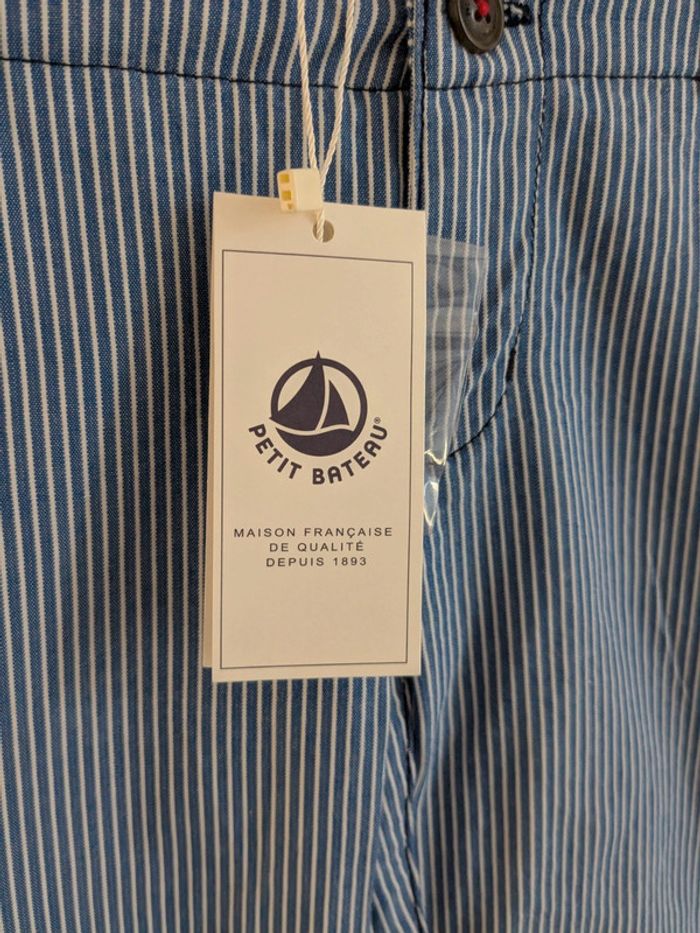 PETIT BATEAU®
MAISON FRANÇAISE
DE QUALITÉ
DEPUIS 1893